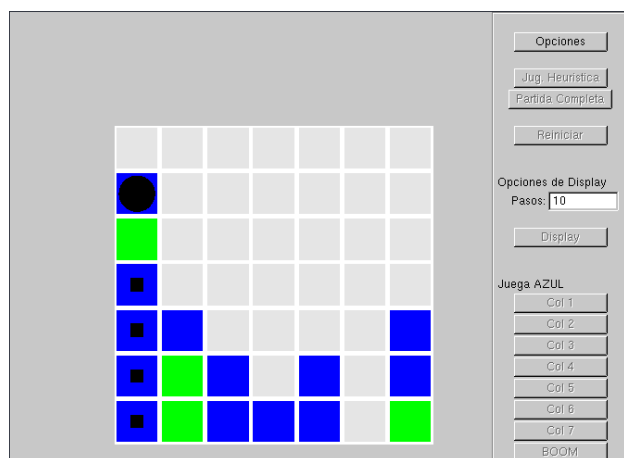 Opciones
Jug. Heurística
Partida Completa
Reiniciar
Opciones de Display
Pasos: 10
Display
Juega AZUL
Col 1
Col 2
Col 3
Col 4
Col 5
Col 6
Col 7
BOOM